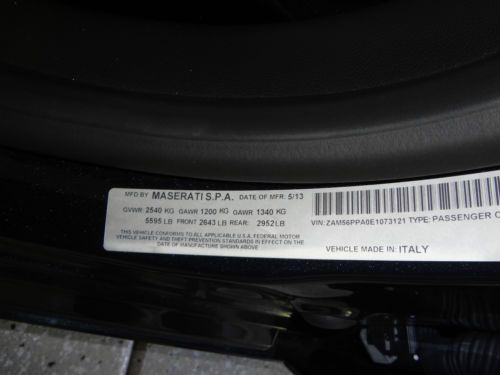 MFD BY MASERATI S.P.A. DATE OF MFR: 5/13
GVWR: 2540 KG GAWR 1200 KG GAWR 1340 KG
5595 LB FRONT 2643 LB REAR: 2952LB
THIS VEHICLE CONFORMS TO ALL APPLICABLE U.S.A. FEDERAL MOTOR
VEHICLE SAFETY AND THEFT PREVENTION STANDARDS IN EFFECT ON THE
DATE OF MANUFACTURE SHOWN ABOVE
VIN: ZAM56PPA0E1073121 TYPE: PASSENGER C
VEHICLE MADE IN: ITALY